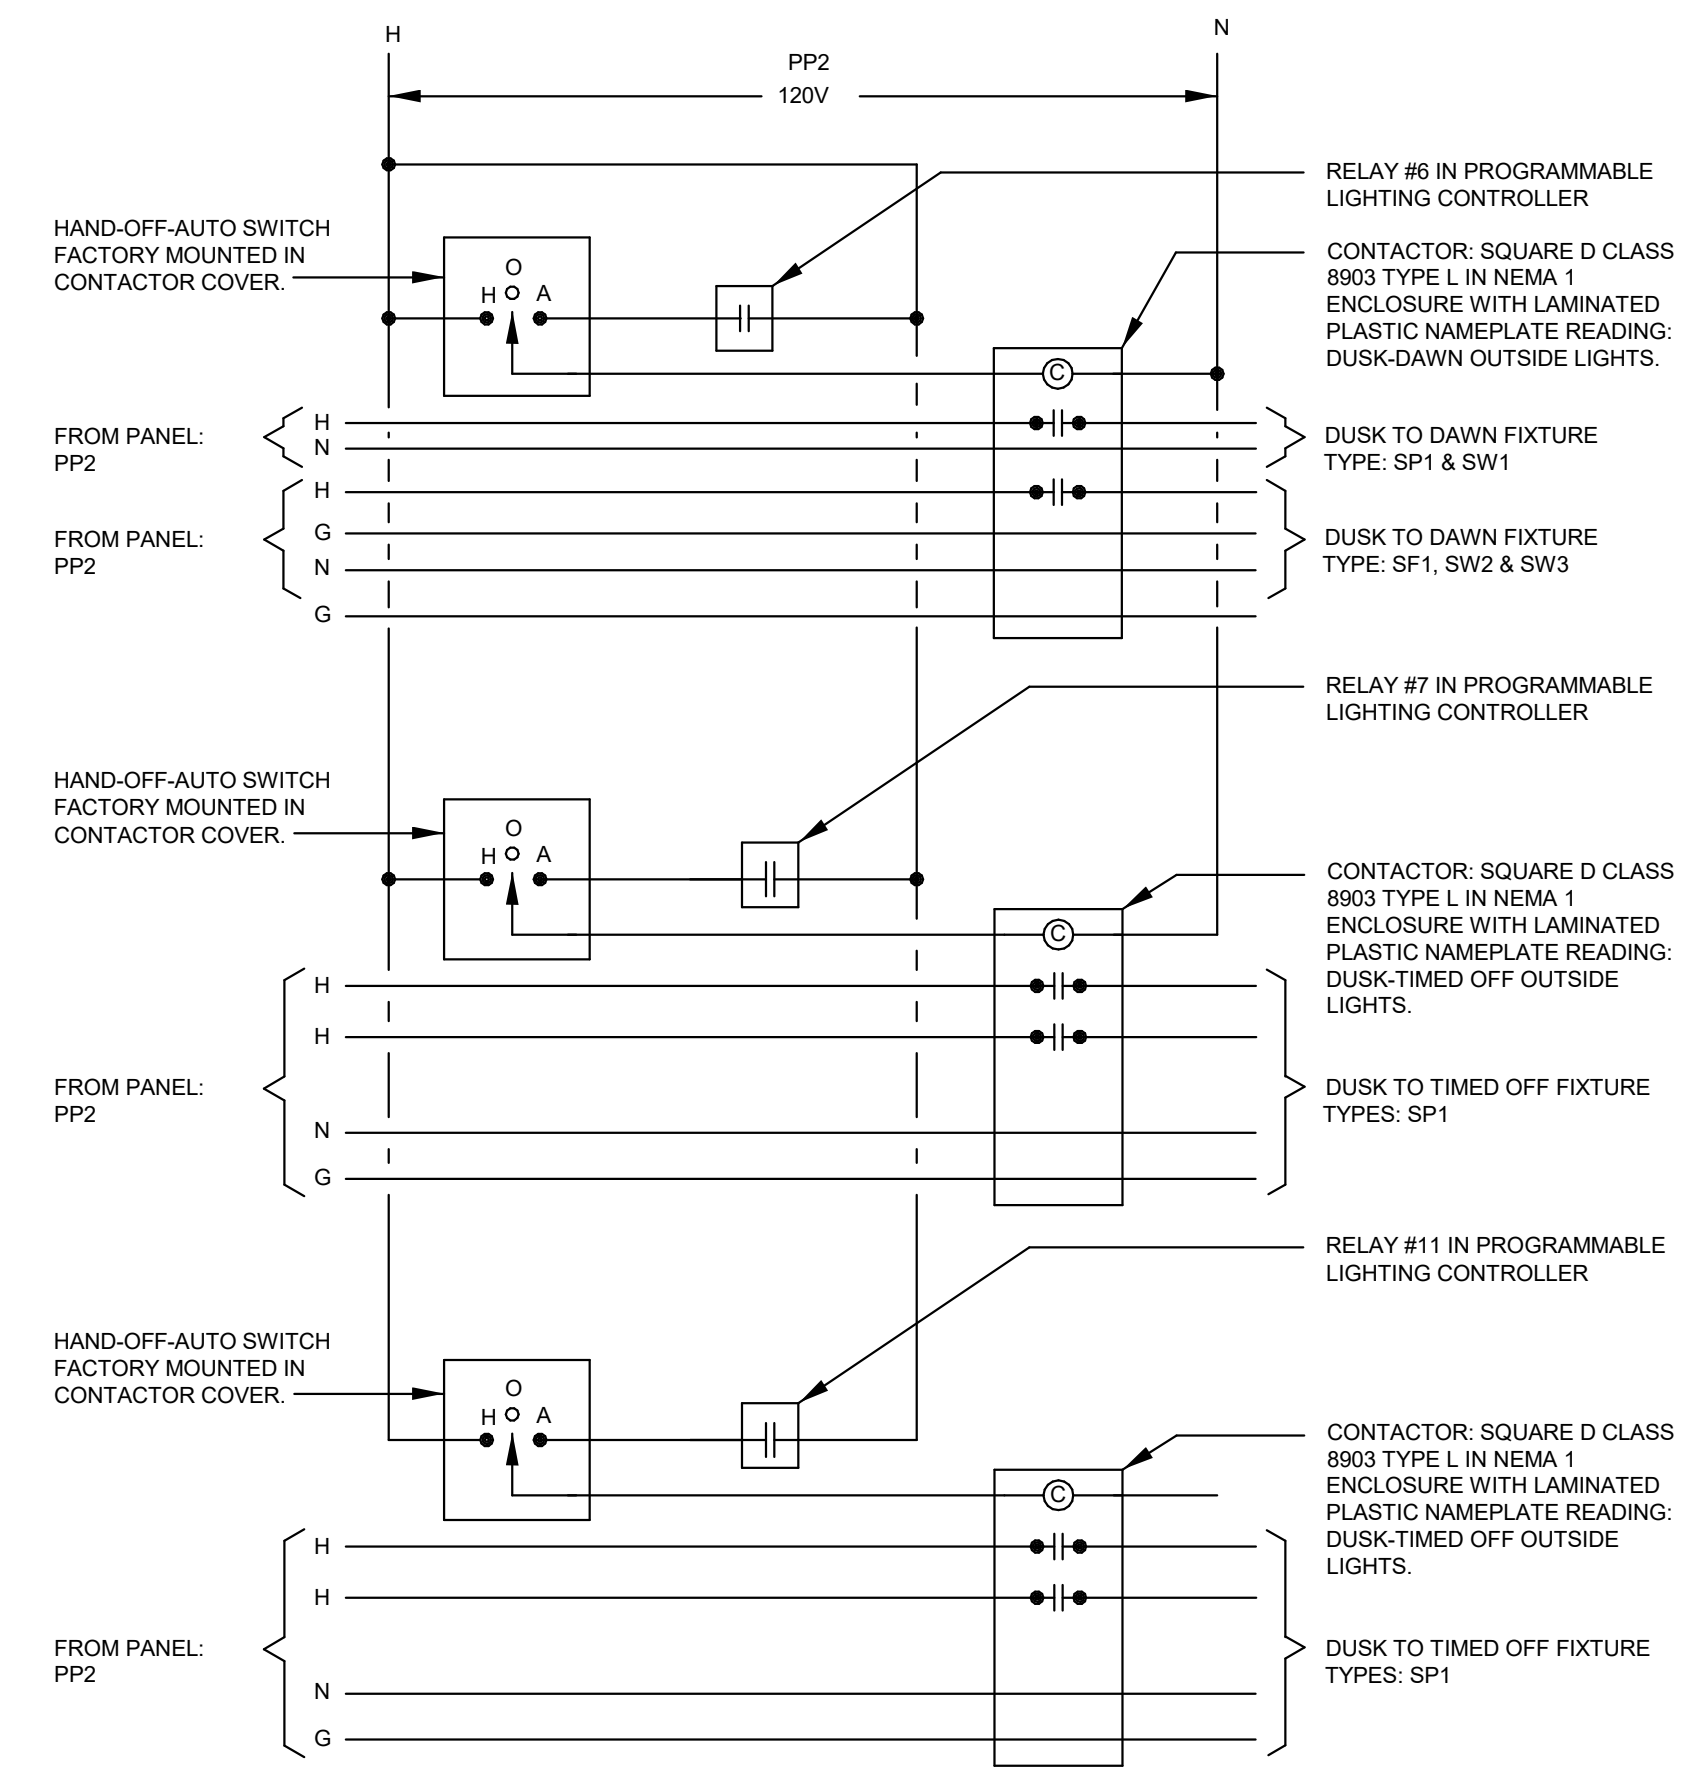 H
N
PP2
120V
RELAY #6 IN PROGRAMMABLE
LIGHTING CONTROLLER
HAND-OFF-AUTO SWITCH
FACTORY MOUNTED IN
CONTACTOR COVER.
O
H
A
CONTACTOR: SQUARE D CLASS
8903 TYPE L IN NEMA 1
ENCLOSURE WITH LAMINATED
PLASTIC NAMEPLATE READING:
DUSK-DAWN OUTSIDE LIGHTS.
C
FROM PANEL:
PP2
H
N
DUSK TO DAWN FIXTURE
TYPE: SP1 & SW1
FROM PANEL:
PP2
H
G
N
G
DUSK TO DAWN FIXTURE
TYPE: SF1, SW2 & SW3
RELAY #7 IN PROGRAMMABLE
LIGHTING CONTROLLER
HAND-OFF-AUTO SWITCH
FACTORY MOUNTED IN
CONTACTOR COVER.
O
H
A
CONTACTOR: SQUARE D CLASS
8903 TYPE L IN NEMA 1
ENCLOSURE WITH LAMINATED
PLASTIC NAMEPLATE READING:
DUSK-TIMED OFF OUTSIDE
LIGHTS.
C
FROM PANEL:
PP2
H
H
N
G
DUSK TO TIMED OFF FIXTURE
TYPES: SP1
RELAY #11 IN PROGRAMMABLE
LIGHTING CONTROLLER
HAND-OFF-AUTO SWITCH
FACTORY MOUNTED IN
CONTACTOR COVER.
O
H
A
CONTACTOR: SQUARE D CLASS
8903 TYPE L IN NEMA 1
ENCLOSURE WITH LAMINATED
PLASTIC NAMEPLATE READING:
DUSK-TIMED OFF OUTSIDE
LIGHTS.
C
FROM PANEL:
PP2
H
H
N
G
DUSK TO TIMED OFF FIXTURE
TYPES: SP1